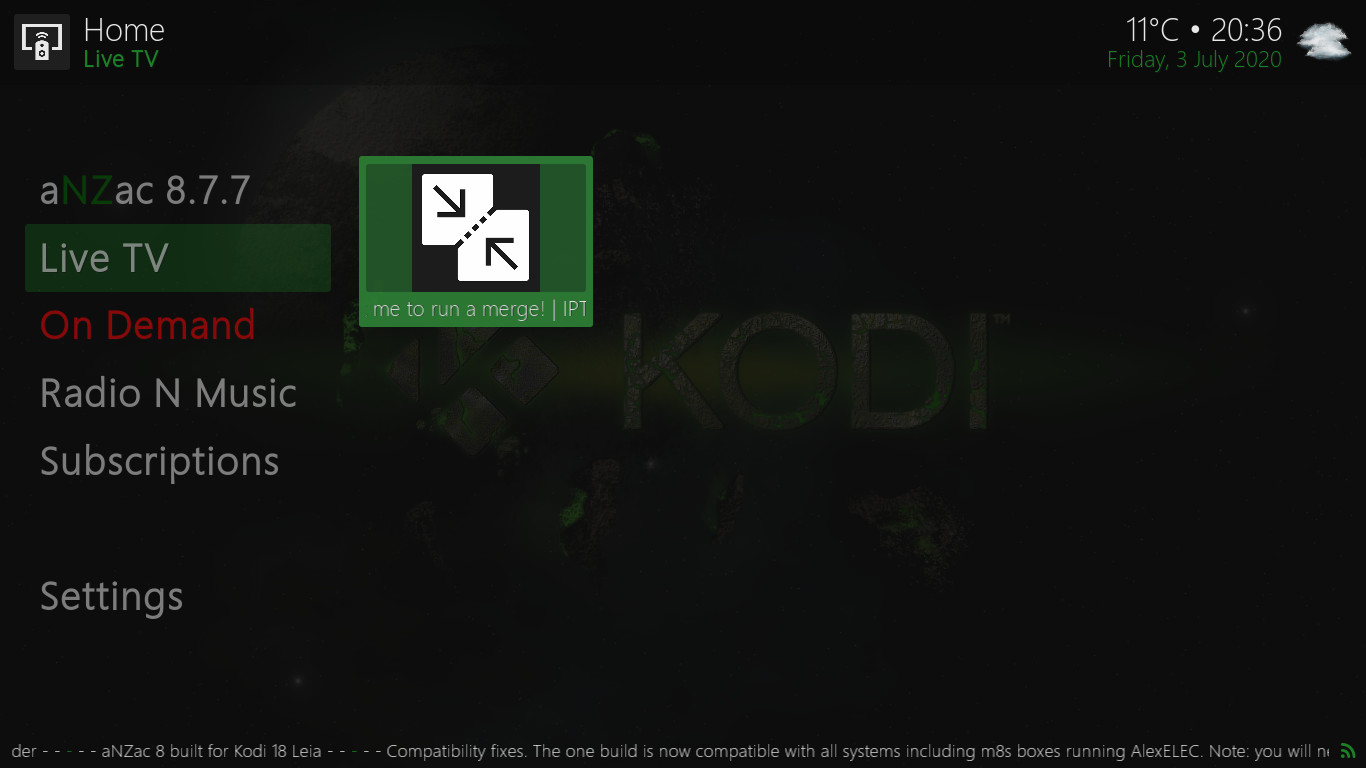 Home
Live TV
11°C • 20:36
Friday, 3 July 2020
aNZac 8.7.7
Live TV
On Demand
Radio N Music
Subscriptions
Settings
me to run a merge! | IPT
KODI™
der - - - - - aNZac 8 built for Kodi 18 Leia - - - - - Compatibility fixes. The one build is now compatible with all systems including m8s boxes running AlexELEC. Note: you will ne